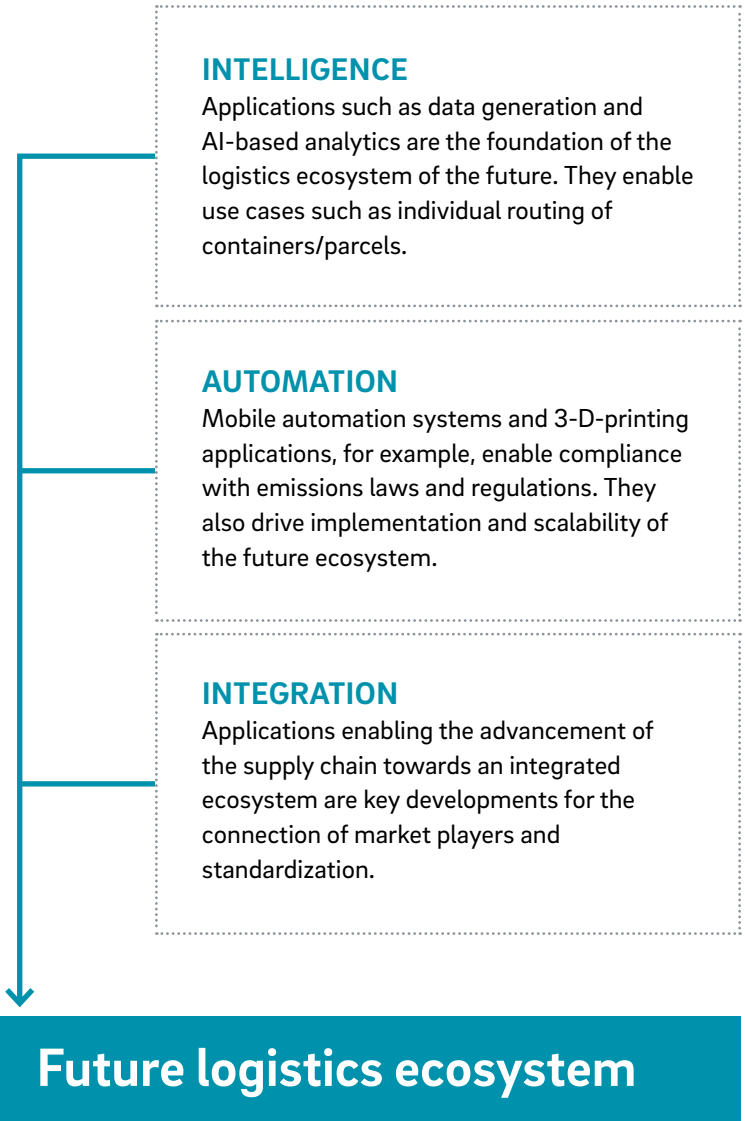 INTELLIGENCE
Applications such as data generation and
AI-based analytics are the foundation of the
logistics ecosystem of the future. They enable
use cases such as individual routing of
containers/parcels.
AUTOMATION
Mobile automation systems and 3-D-printing
applications, for example, enable compliance
with emissions laws and regulations. They
also drive implementation and scalability of
the future ecosystem.
INTEGRATION
Applications enabling the advancement of
the supply chain towards an integrated
ecosystem are key developments for the
connection of market players and
standardization.
Future logistics ecosystem